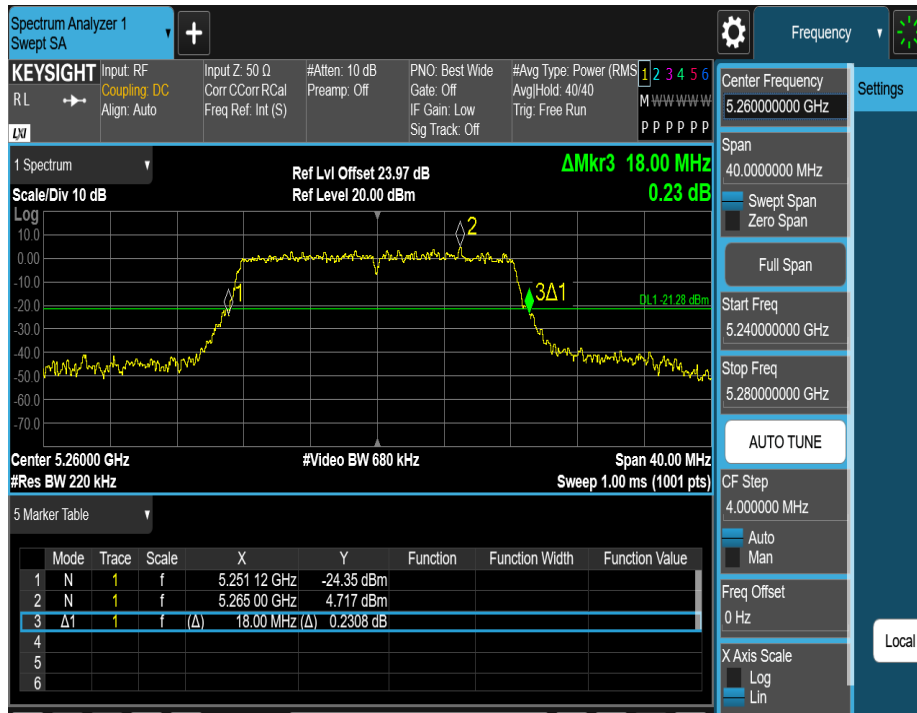 Spectrum Analyzer 1
Swept SA
+
Frequency
KEYSIGHT
R L
LXI
Input: RF
Coupling: DC
Align: Auto
Input Z: 50 Ω
Corr CCorr RCal
Freq Ref: Int (S)
#Atten: 10 dB
Preamp: Off
PNO: Best Wide
Gate: Off
IF Gain: Low
Sig Track: Off
#Avg Type: Power (RMS
Avg|Hold: 40/40
Trig: Free Run
1 2 3 4 5 6
M W W W W W
P P P P P P
1 Spectrum
Scale/Div 10 dB
Ref Lvl Offset 23.97 dB
Ref Level 20.00 dBm
ΔMkr3 18.00 MHz
0.23 dB
Log
10.0
0.00
-10.0
-20.0
-30.0
-40.0
-50.0
-60.0
-70.0
1
2
3Δ1
DL1 -21.28 dBm
Center 5.26000 GHz
#Res BW 220 kHz
#Video BW 680 kHz
Span 40.00 MHz
Sweep 1.00 ms (1001 pts)
5 Marker Table
Mode Trace Scale X Y Function Function Width Function Value
1 N 1 f 5.251 12 GHz -24.35 dBm
2 N 1 f 5.265 00 GHz 4.717 dBm
3 Δ1 1 f (Δ) 18.00 MHz (Δ) 0.2308 dB
4
5
6
Center Frequency
5.260000000 GHz
Span
40.0000000 MHz
Swept Span
Zero Span
Full Span
Start Freq
5.240000000 GHz
Stop Freq
5.280000000 GHz
AUTO TUNE
CF Step
4.000000 MHz
Auto
Man
Freq Offset
0 Hz
X Axis Scale
Log
Lin
Settings
Local